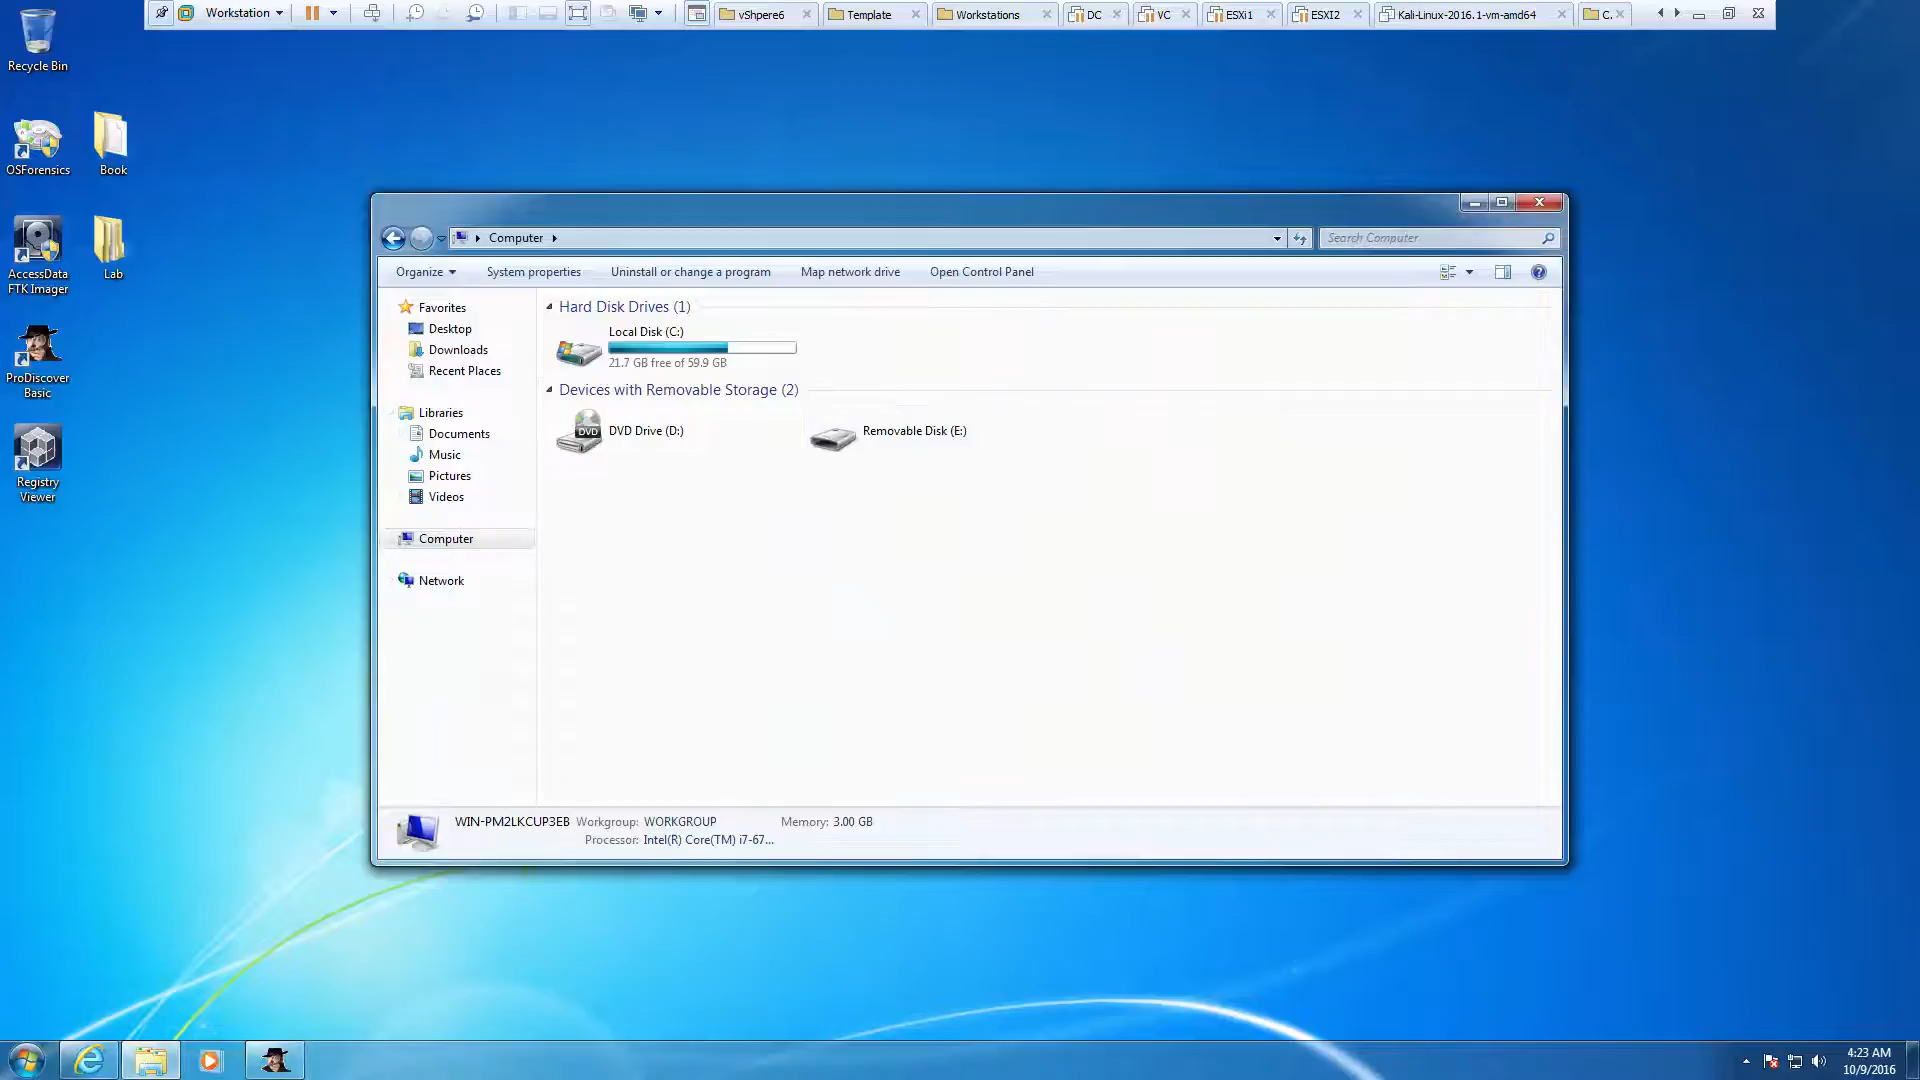 Workstation
vShpere6
Template
Workstations
DC
VC
ESXi1
ESXI2
Kali-Linux-2016.1-vm-amd64
C.
Recycle Bin
OSForensics
Book
AccessData
FTK Imager
Lab
ProDiscover
Basic
Registry
Viewer
Computer
Search Computer
Organize
System properties
Uninstall or change a program
Map network drive
Open Control Panel
Favorites
Desktop
Downloads
Recent Places
Libraries
Documents
Music
Pictures
Videos
Computer
Network
Hard Disk Drives (1)
Local Disk (C:)
21.7 GB free of 59.9 GB
Devices with Removable Storage (2)
DVD
DVD Drive (D:)
Removable Disk (E:)
WIN-PM2LKCUP3EB Workgroup: WORKGROUP Memory: 3.00 GB
Processor: Intel(R) Core(TM) i7-67...
4:23 AM
10/9/2016